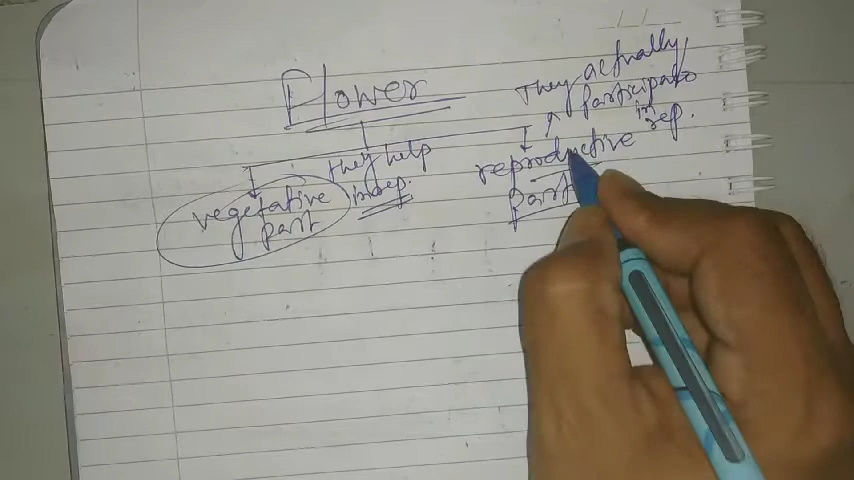 Flower
They actually
participate
in
rep.
they help
in rep.
vegetative
part
reproductive
part